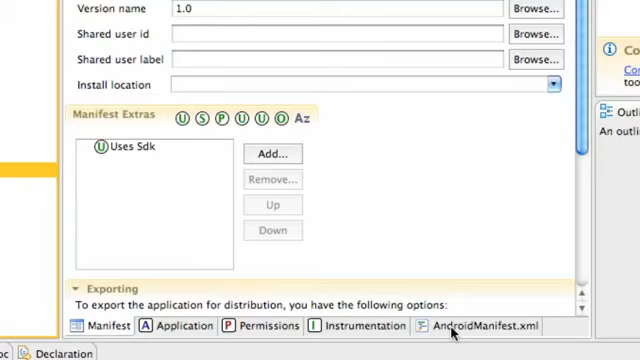 Version name 1.0 Browse...
Shared user id Browse...
Shared user label Browse...
Install location
Manifest Extras U S P U U O Az
U Uses Sdk
Add...
Remove...
Up
Down
Exporting
To export the application for distribution, you have the following options:
Manifest A Application P Permissions I Instrumentation AndroidManifest.xml
Declaration
i Co
Con
too
Outli
An outli